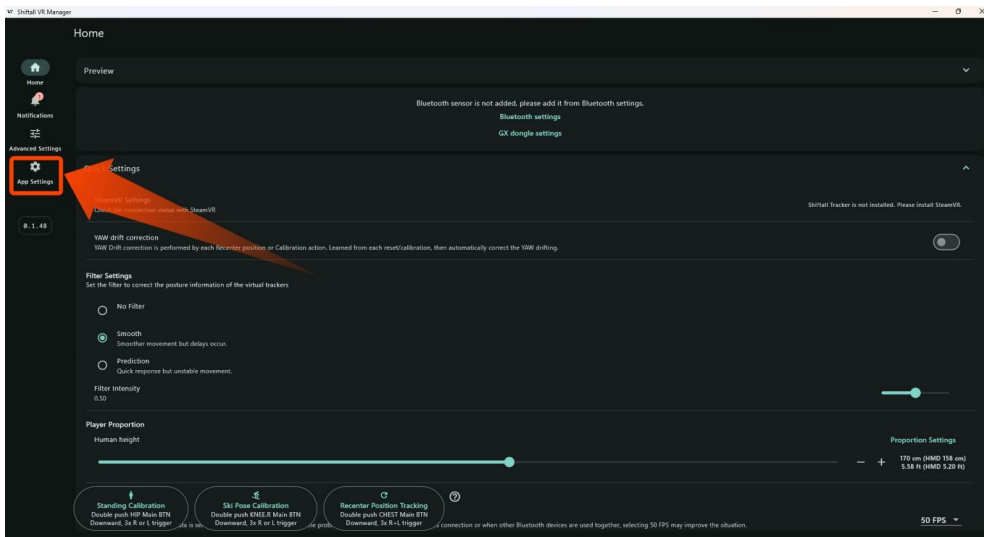 Shiftall VR Manager
Home
Home
Notifications
1
Advanced Settings
App Settings
0.1.48
Preview
Bluetooth sensor is not added, please add it from Bluetooth settings.
Bluetooth settings
GX dongle settings
Settings
SteamVR Settings
Check the connection status with SteamVR
Shiftall Tracker is not installed. Please install SteamVR.
YAW drift correction
YAW Drift correction is performed by each Recenter position or Calibration action. Learned from each reset/calibration, then automatically correct the YAW drifting.
Filter Settings
Set the filter to correct the posture information of the virtual trackers
No Filter
Smooth
Smoother movement but delays occur.
Prediction
Quick response but unstable movement.
Filter Intensity
0.50
Player Proportion
Human height
Proportion Settings
170 cm (HMD 158 cm)
5.58 ft (HMD 5.20 ft)
Standing Calibration
Double push HIP Main BTN
Downward, 3x R or L trigger
Ski Pose Calibration
Double push KNEE.R Main BTN
Downward, 3x R or L trigger
Recenter Position Tracking
Double push CHEST Main BTN
Downward, 3x R+L trigger
connection or when other Bluetooth devices are used together, selecting 50 FPS may improve the situation.
50 FPS